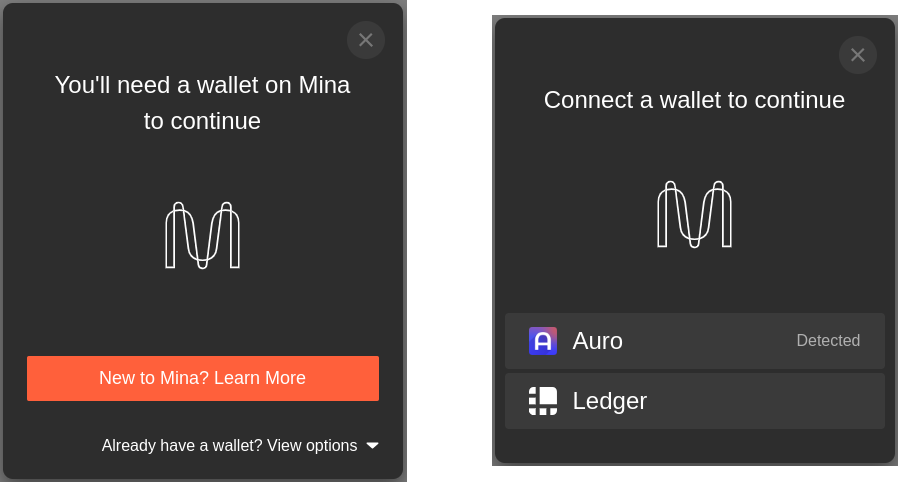 You'll need a wallet on Mina
to continue
New to Mina? Learn More
Already have a wallet? View options
Connect a wallet to continue
Auro
Detected
Ledger